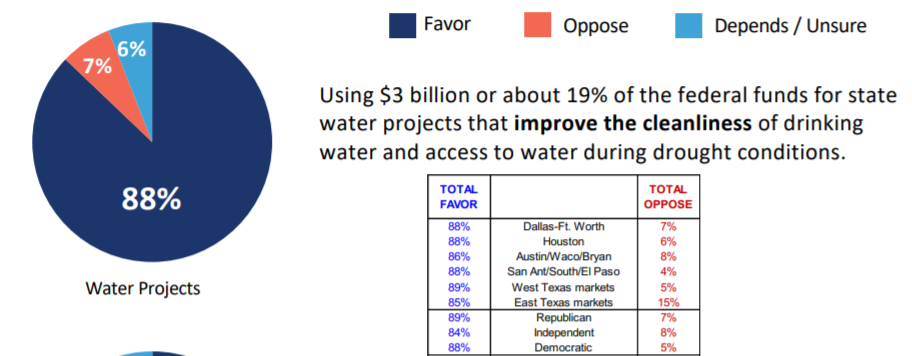 Favor Oppose Depends / Unsure
6%
7%
88%
Water Projects
Using $3 billion or about 19% of the federal funds for state
water projects that improve the cleanliness of drinking
water and access to water during drought conditions.
TOTAL FAVOR TOTAL OPPOSE
88% Dallas-Ft. Worth 7%
88% Houston 6%
86% Austin/Waco/Bryan 8%
88% San Ant/South/El Paso 4%
89% West Texas markets 5%
85% East Texas markets 15%
89% Republican 7%
84% Independent 8%
88% Democratic 5%